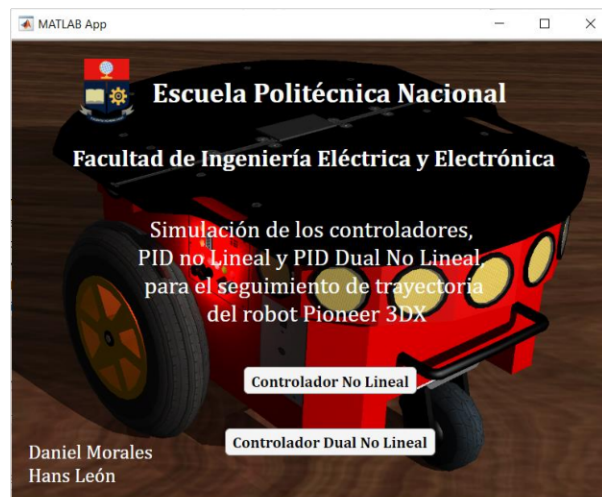 MATLAB App
Escuela Politécnica Nacional
Facultad de Ingeniería Eléctrica y Electrónica
Simulación de los controladores,
PID no Lineal y PID Dual No Lineal,
para el seguimiento de trayectoria
del robot Pioneer 3DX
Controlador No Lineal
Controlador Dual No Lineal
Daniel Morales
Hans León